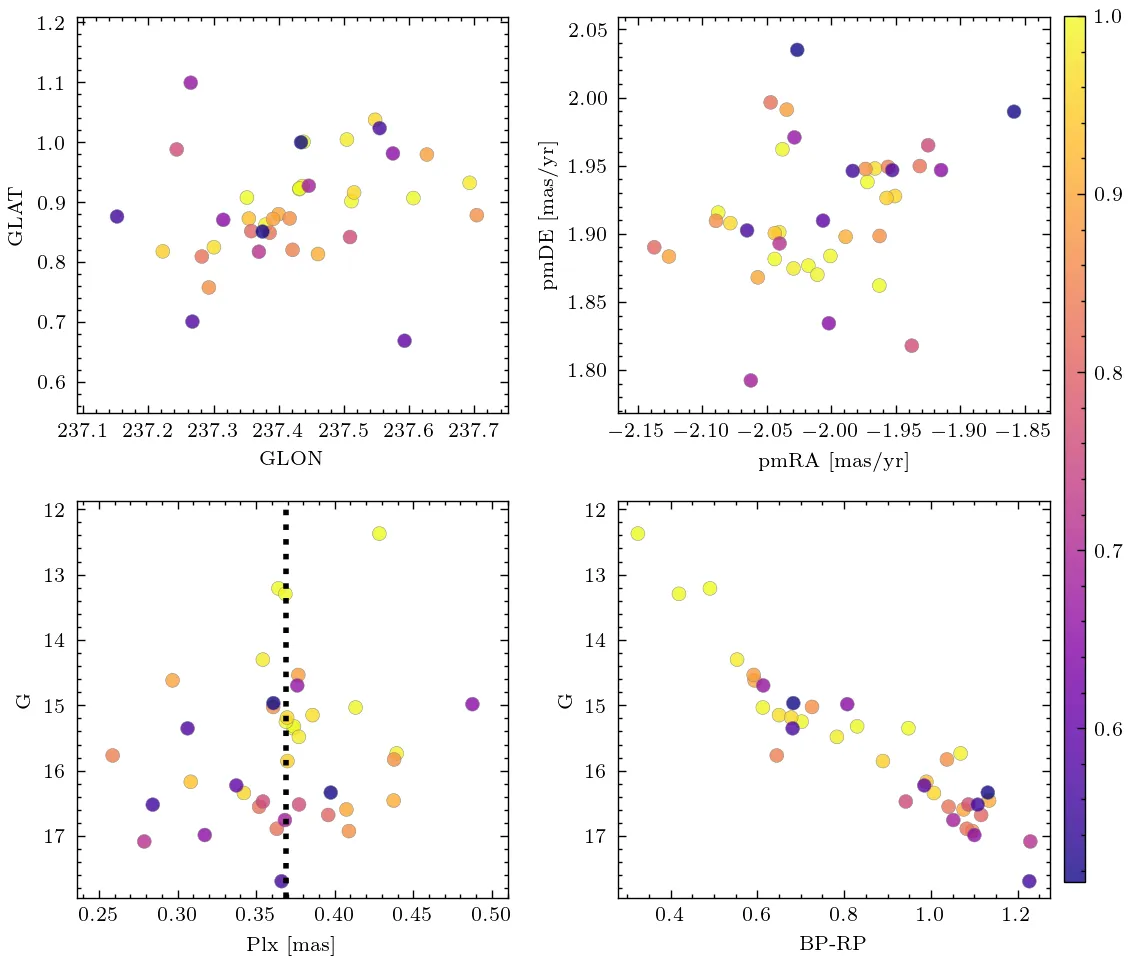 1.2
1.1
1.0
0.9
0.8
0.7
0.6
GLAT
237.1 237.2 237.3 237.4 237.5 237.6 237.7
GLON
2.05
2.00
1.95
1.90
1.85
1.80
pmDE [mas/yr]
−2.15 −2.10 −2.05 −2.00 −1.95 −1.90 −1.85
pmRA [mas/yr]
1.0
0.9
0.8
0.7
0.6
12
13
14
15
16
17
G
0.25 0.30 0.35 0.40 0.45 0.50
Plx [mas]
12
13
14
15
16
17
G
0.4 0.6 0.8 1.0 1.2
BP-RP